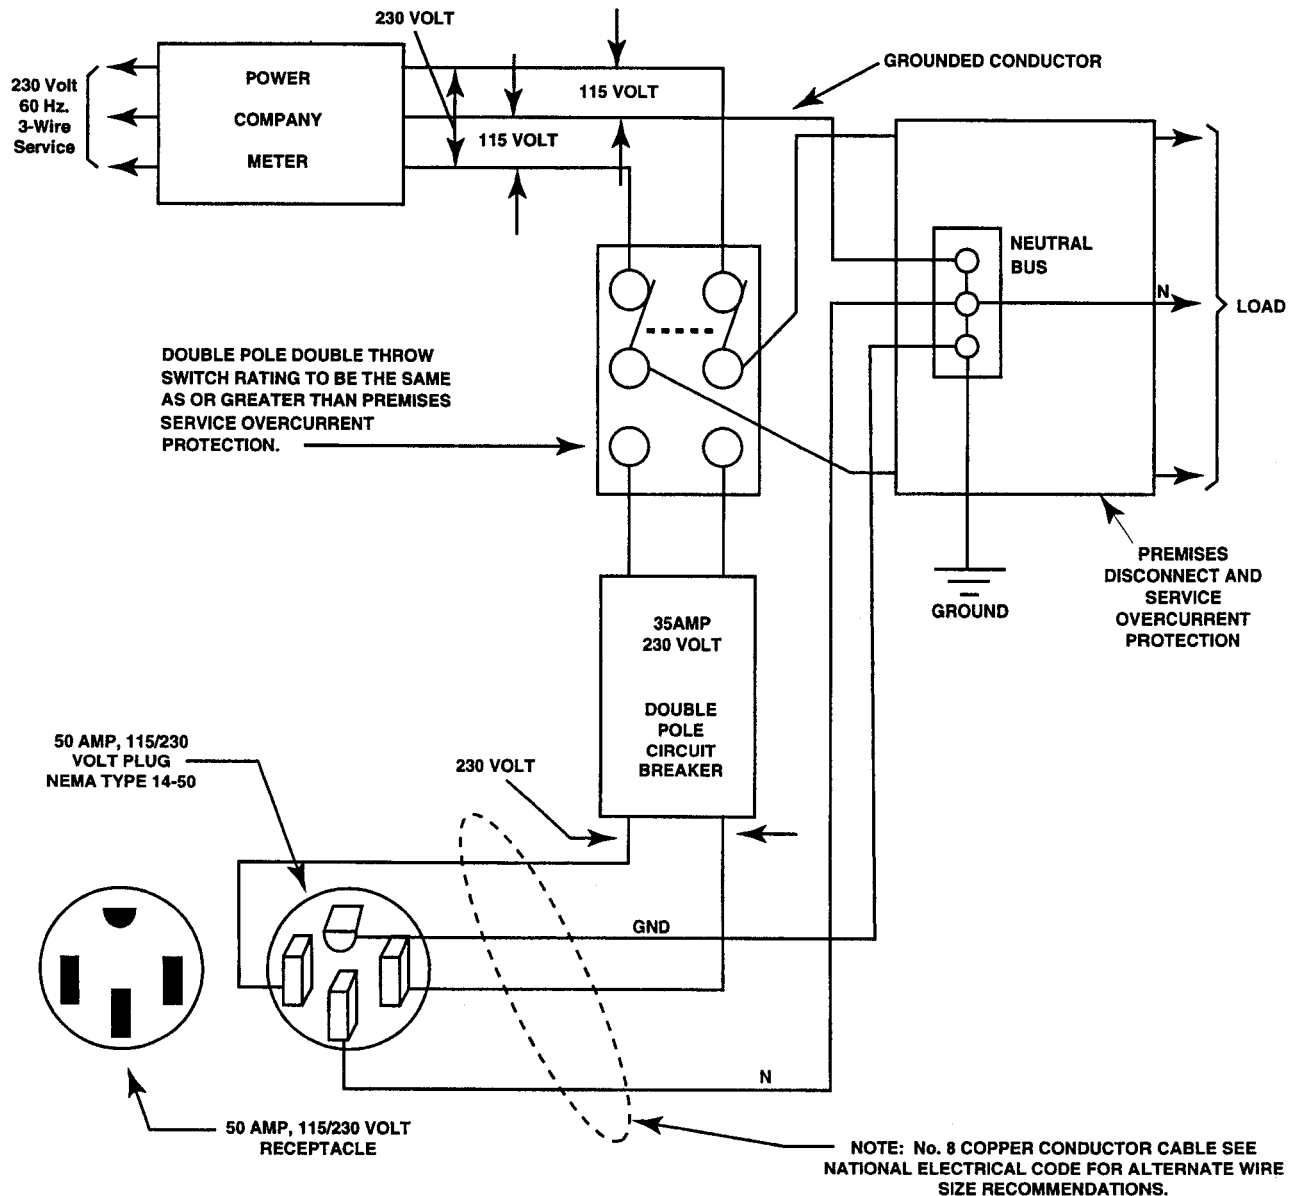 230 VOLT
GROUNDED CONDUCTOR
230 Volt
60 Hz.
3-Wire
Service
POWER
COMPANY
METER
115 VOLT
115 VOLT
NEUTRAL
BUS
N
LOAD
DOUBLE POLE DOUBLE THROW
SWITCH RATING TO BE THE SAME
AS OR GREATER THAN PREMISES
SERVICE OVERCURRENT
PROTECTION.
GROUND
PREMISES
DISCONNECT AND
SERVICE
OVERCURRENT
PROTECTION
35AMP
230 VOLT
DOUBLE
POLE
CIRCUIT
BREAKER
50 AMP, 115/230
VOLT PLUG
NEMA TYPE 14-50
230 VOLT
GND
N
50 AMP, 115/230 VOLT
RECEPTACLE
NOTE: No. 8 COPPER CONDUCTOR CABLE SEE
NATIONAL ELECTRICAL CODE FOR ALTERNATE WIRE
SIZE RECOMMENDATIONS.